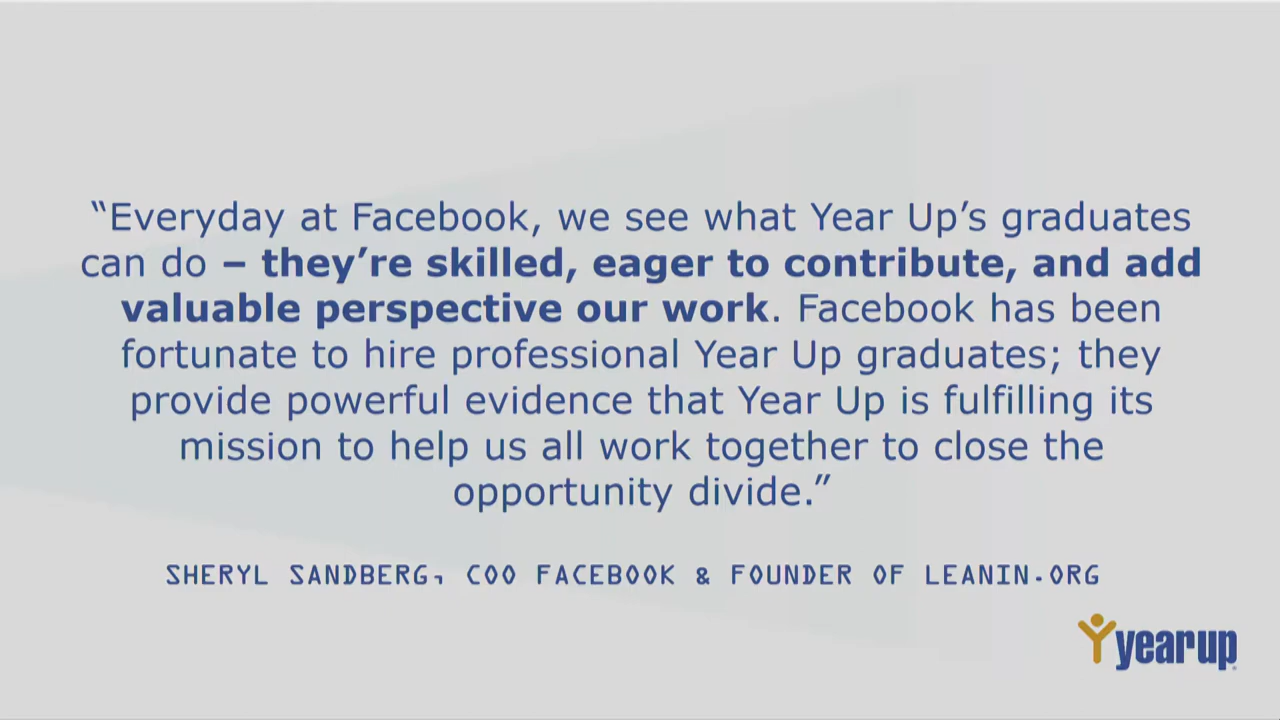 “Everyday at Facebook, we see what Year Up’s graduates
can do – they’re skilled, eager to contribute, and add
valuable perspective our work. Facebook has been
fortunate to hire professional Year Up graduates; they
provide powerful evidence that Year Up is fulfilling its
mission to help us all work together to close the
opportunity divide.”
SHERYL SANDBERG, COO FACEBOOK & FOUNDER OF LEANIN.ORG
year up